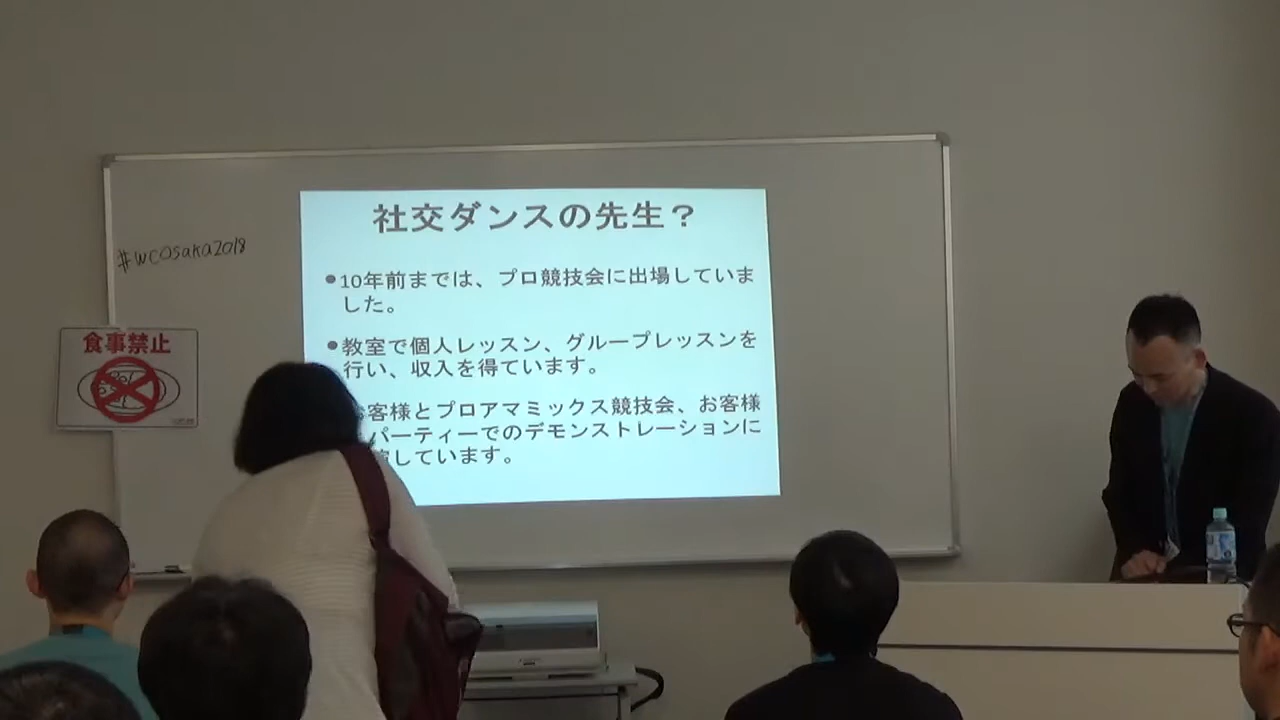 社交ダンスの先生？
#wcosaka2018
●10年前までは、プロ競技会に出場していま
した。
食事禁止
●教室で個人レッスン、グループレッスンを
行い、収入を得ています。
客様とプロアマミックス競技会、お客様
パーティーでのデモンストレーションに
演しています。